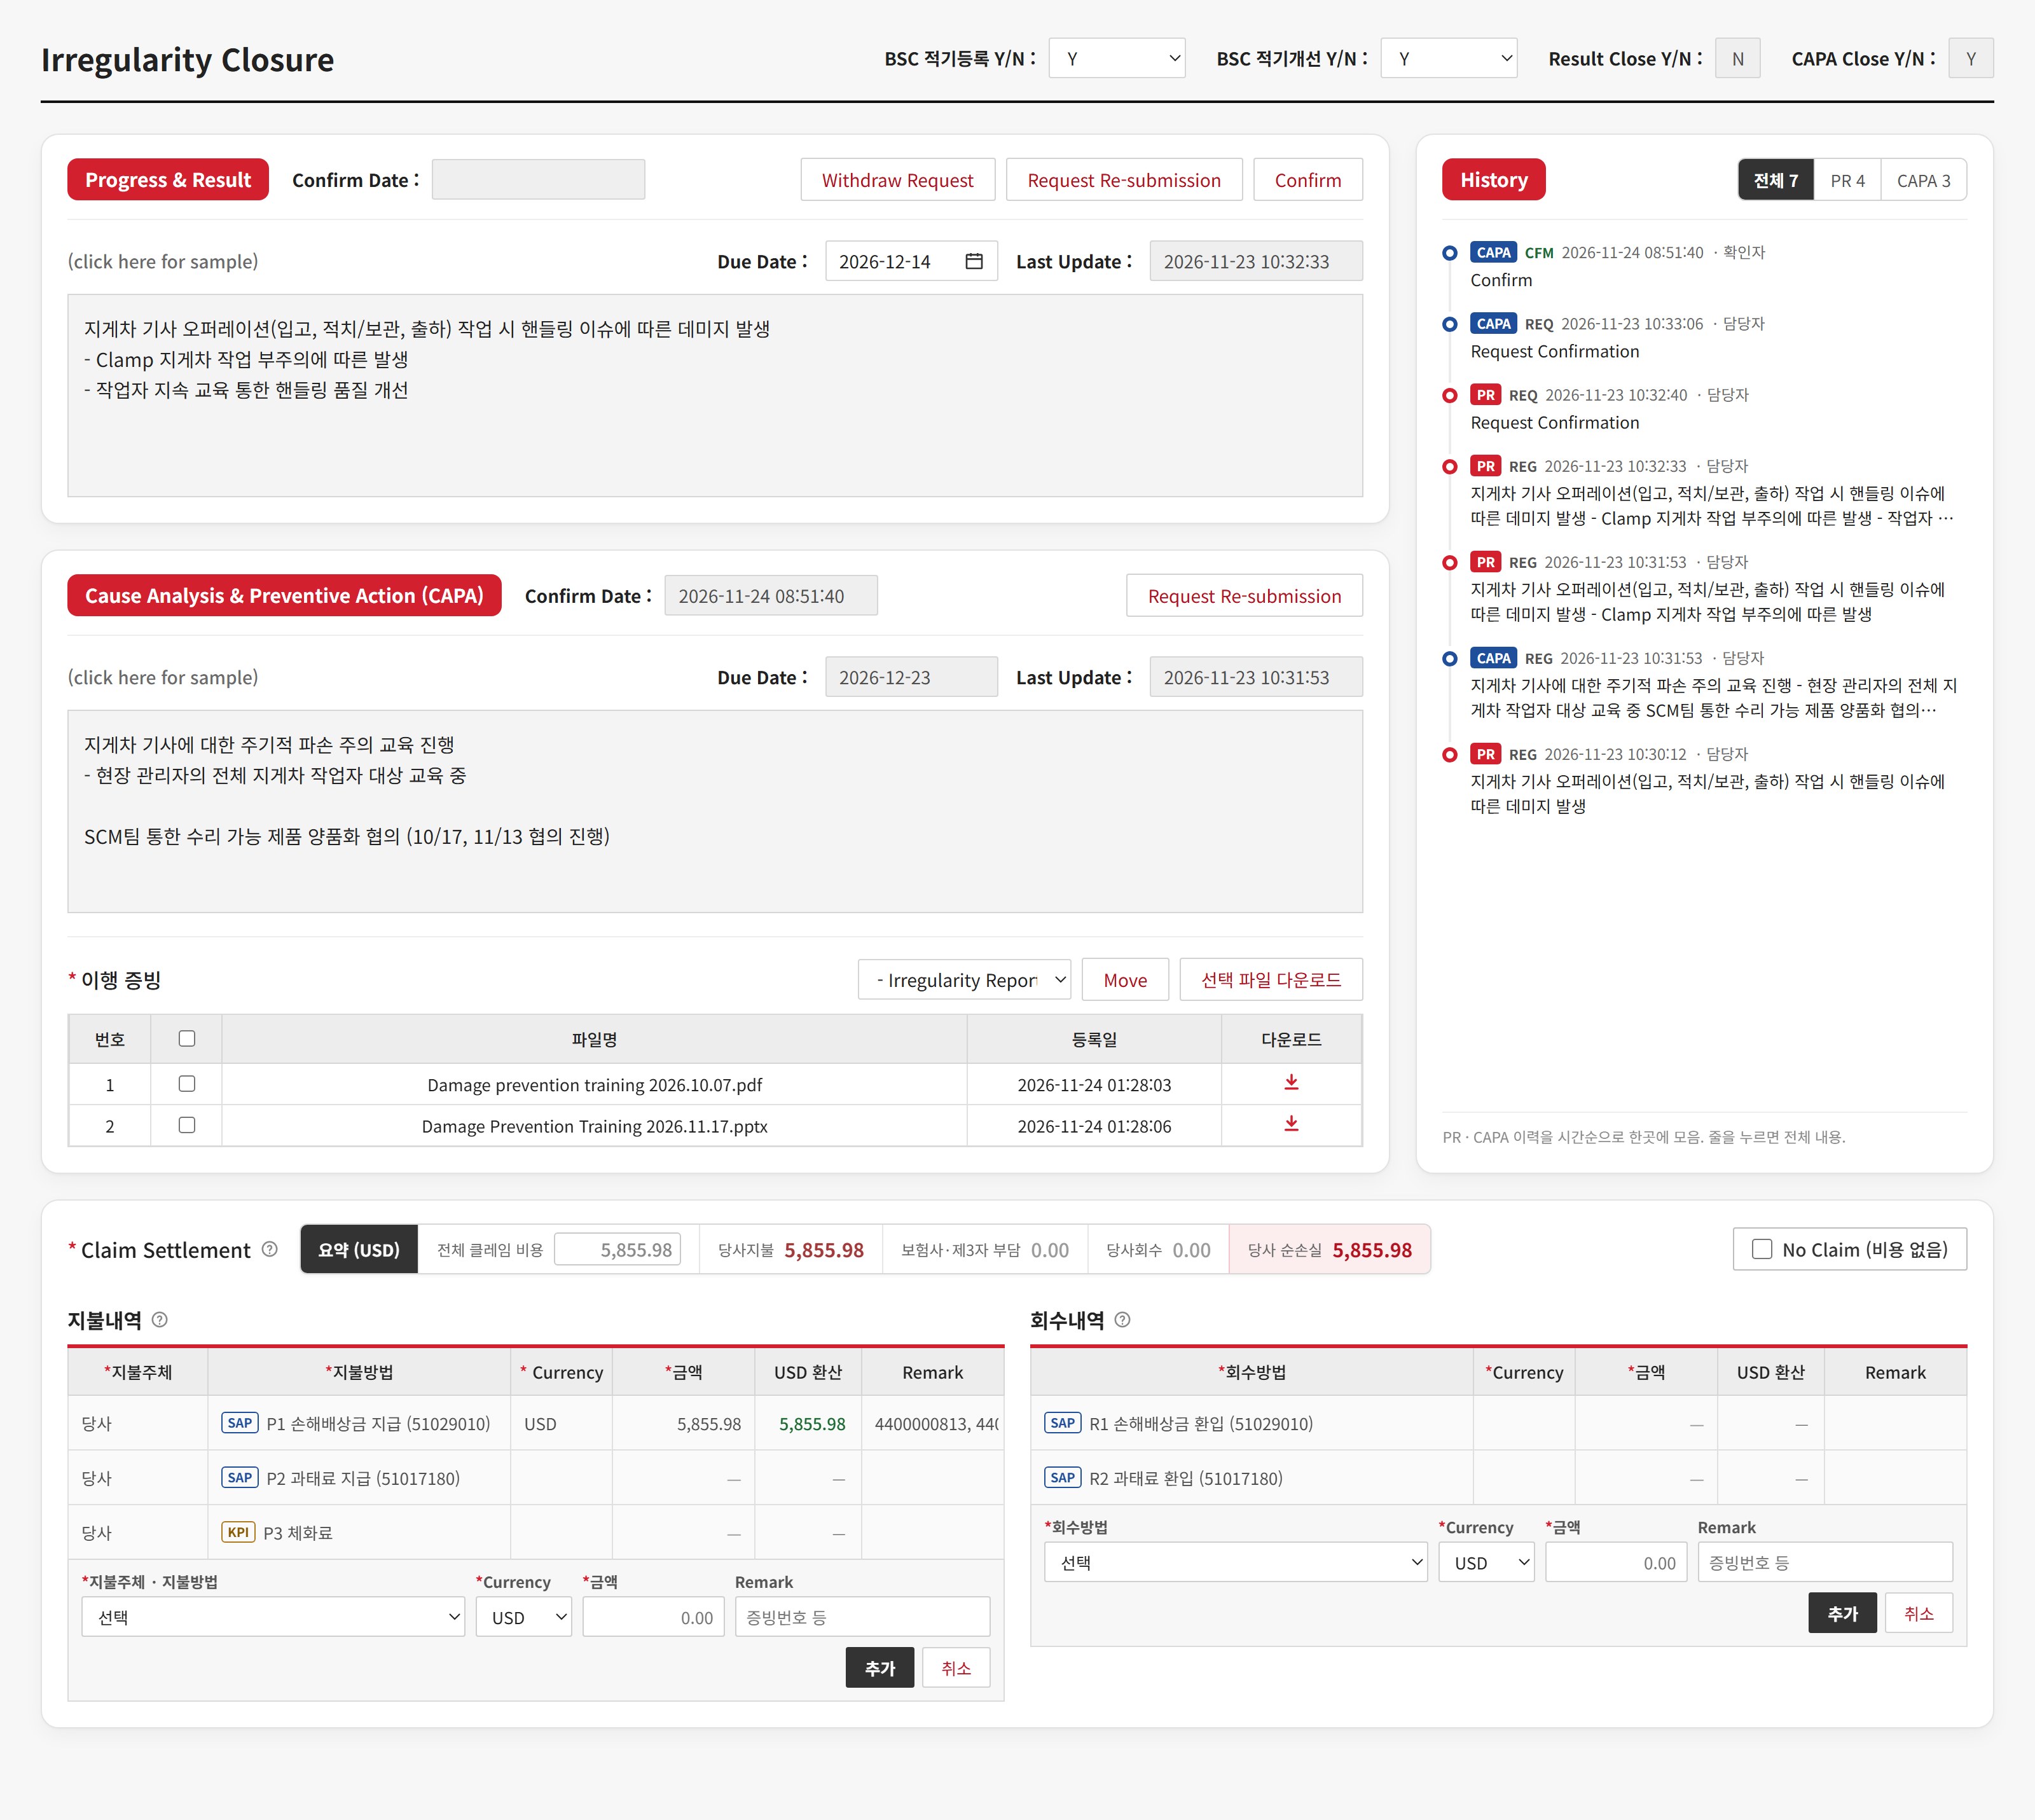 Irregularity Closure
BSC 적기등록 Y/N : Y
BSC 적기개선 Y/N : Y
Result Close Y/N : N
CAPA Close Y/N : Y
Progress & Result
Confirm Date :
Withdraw Request
Request Re-submission
Confirm
(click here for sample)
Due Date : 2026-12-14
Last Update : 2026-11-23 10:32:33
지게차 기사 오퍼레이션(입고, 적치/보관, 출하) 작업 시 핸들링 이슈에 따른 데미지 발생
- Clamp 지게차 작업 부주의에 따른 발생
- 작업자 지속 교육 통한 핸들링 품질 개선
Cause Analysis & Preventive Action (CAPA)
Confirm Date : 2026-11-24 08:51:40
Request Re-submission
(click here for sample)
Due Date : 2026-12-23
Last Update : 2026-11-23 10:31:53
지게차 기사에 대한 주기적 파손 주의 교육 진행
- 현장 관리자의 전체 지게차 작업자 대상 교육 중
SCM팀 통한 수리 가능 제품 양품화 협의 (10/17, 11/13 협의 진행)
* 이행 증빙
- Irregularity Repor
Move
선택 파일 다운로드
번호 파일명 등록일 다운로드
1 Damage prevention training 2026.10.07.pdf 2026-11-24 01:28:03
2 Damage Prevention Training 2026.11.17.pptx 2026-11-24 01:28:06
History
전체 7 PR 4 CAPA 3
CAPA CFM 2026-11-24 08:51:40 · 확인자
Confirm
CAPA REQ 2026-11-23 10:33:06 · 담당자
Request Confirmation
PR REQ 2026-11-23 10:32:40 · 담당자
Request Confirmation
PR REG 2026-11-23 10:32:33 · 담당자
지게차 기사 오퍼레이션(입고, 적치/보관, 출하) 작업 시 핸들링 이슈에
따른 데미지 발생 - Clamp 지게차 작업 부주의에 따른 발생 - 작업자 …
PR REG 2026-11-23 10:31:53 · 담당자
지게차 기사 오퍼레이션(입고, 적치/보관, 출하) 작업 시 핸들링 이슈에
따른 데미지 발생 - Clamp 지게차 작업 부주의에 따른 발생
CAPA REG 2026-11-23 10:31:53 · 담당자
지게차 기사에 대한 주기적 파손 주의 교육 진행 - 현장 관리자의 전체 지
게차 작업자 대상 교육 중 SCM팀 통한 수리 가능 제품 양품화 협의…
PR REG 2026-11-23 10:30:12 · 담당자
지게차 기사 오퍼레이션(입고, 적치/보관, 출하) 작업 시 핸들링 이슈에
따른 데미지 발생
PR · CAPA 이력을 시간순으로 한곳에 모음. 줄을 누르면 전체 내용.
* Claim Settlement ?
요약 (USD) 전체 클레임 비용 5,855.98 당사지불 5,855.98 보험사·제3자 부담 0.00 당사회수 0.00 당사 순손실 5,855.98
No Claim (비용 없음)
지불내역 ?
*지불주체 *지불방법 * Currency *금액 USD 환산 Remark
당사 SAP P1 손해배상금 지급 (51029010) USD 5,855.98 5,855.98 4400000813, 440
당사 SAP P2 과태료 지급 (51017180) — —
당사 KPI P3 체화료 — —
*지불주체 · 지불방법 *Currency *금액 Remark
선택 USD 0.00 증빙번호 등
추가 취소
회수내역 ?
*회수방법 *Currency *금액 USD 환산 Remark
SAP R1 손해배상금 환입 (51029010) — —
SAP R2 과태료 환입 (51017180) — —
*회수방법 *Currency *금액 Remark
선택 USD 0.00 증빙번호 등
추가 취소